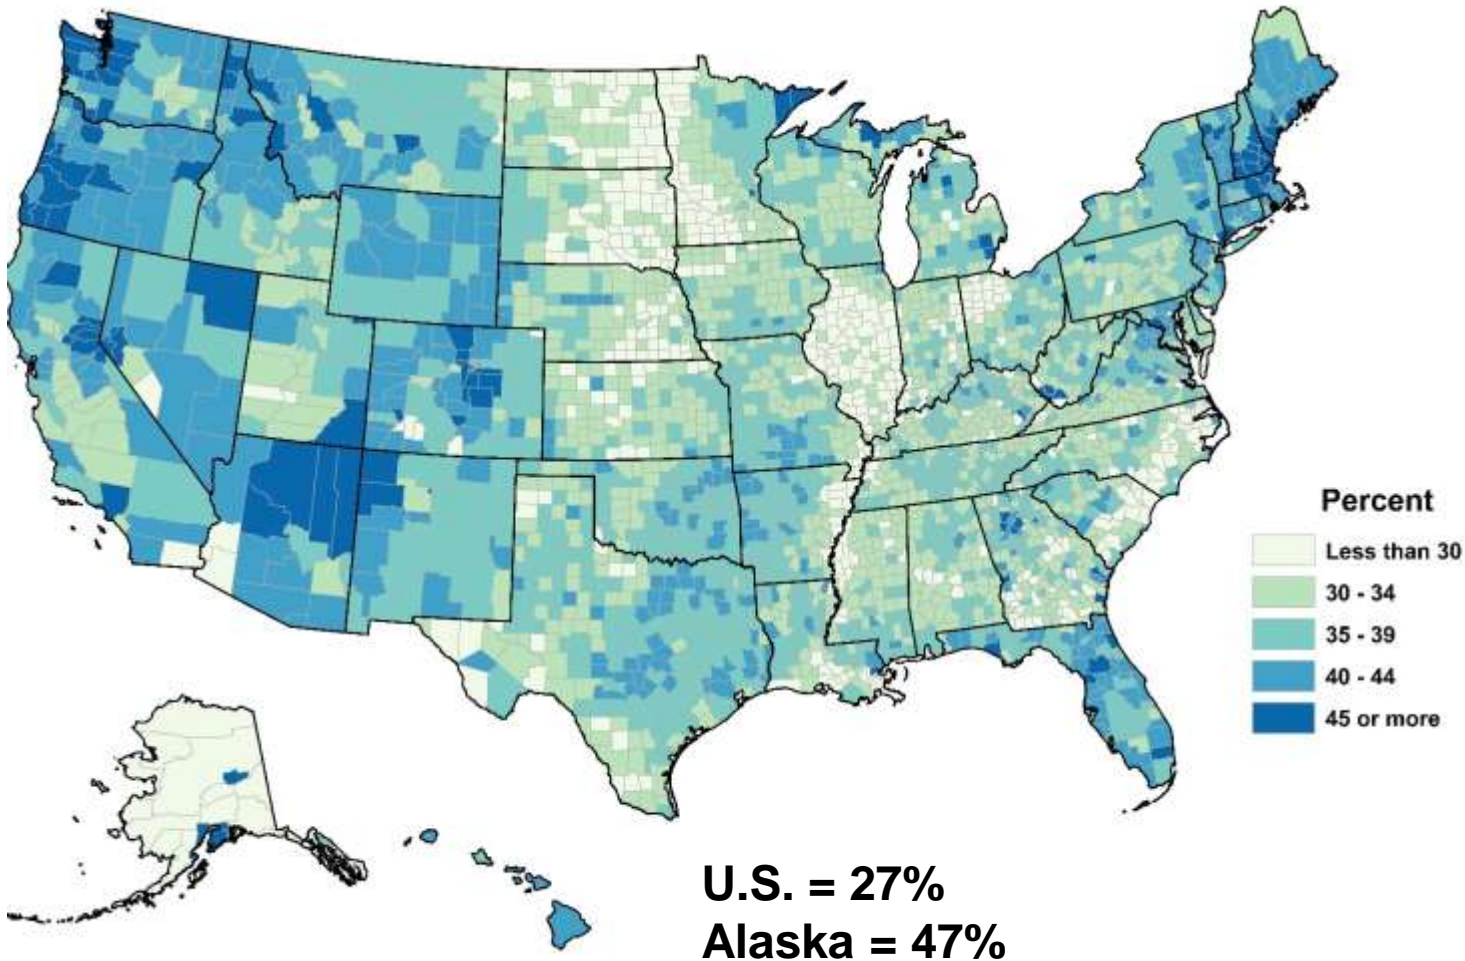 Percent
Less than 30
30 - 34
35 - 39
40 - 44
45 or more
U.S. = 27%
Alaska = 47%